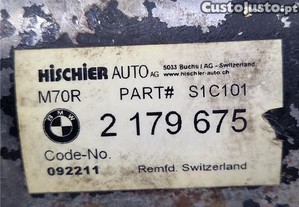 CustoJusto.pt
HiSCHiER AUTO AG
5033 Buchs / AG - Switzerland
www.hischier-auto.ch
M70R PART# S1C101
BMW 2 179 675
Code-No.
092211 Remfd. Switzerland